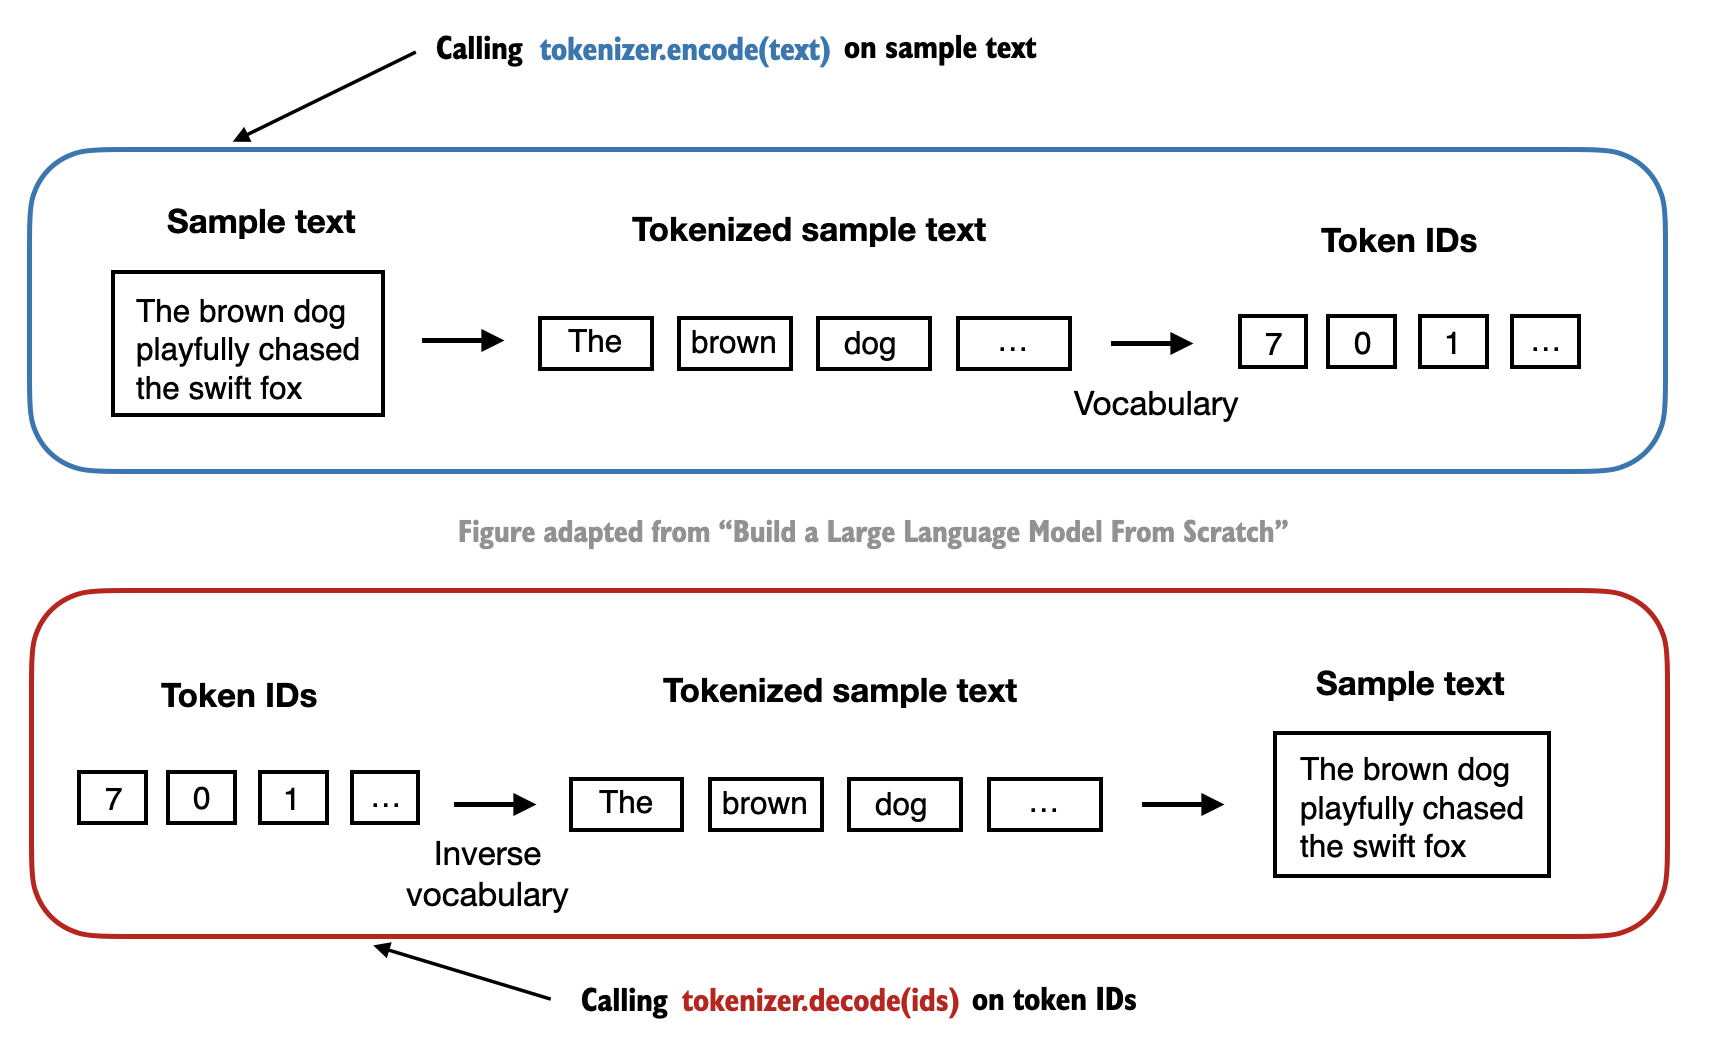 Calling tokenizer.encode(text) on sample text
Sample text
Tokenized sample text
Token IDs
The brown dog
playfully chased
the swift fox
The brown dog ...
7 0 1 ...
Vocabulary
Figure adapted from “Build a Large Language Model From Scratch”
Token IDs
Tokenized sample text
Sample text
7 0 1 ...
Inverse
vocabulary
The brown dog ...
The brown dog
playfully chased
the swift fox
Calling tokenizer.decode(ids) on token IDs